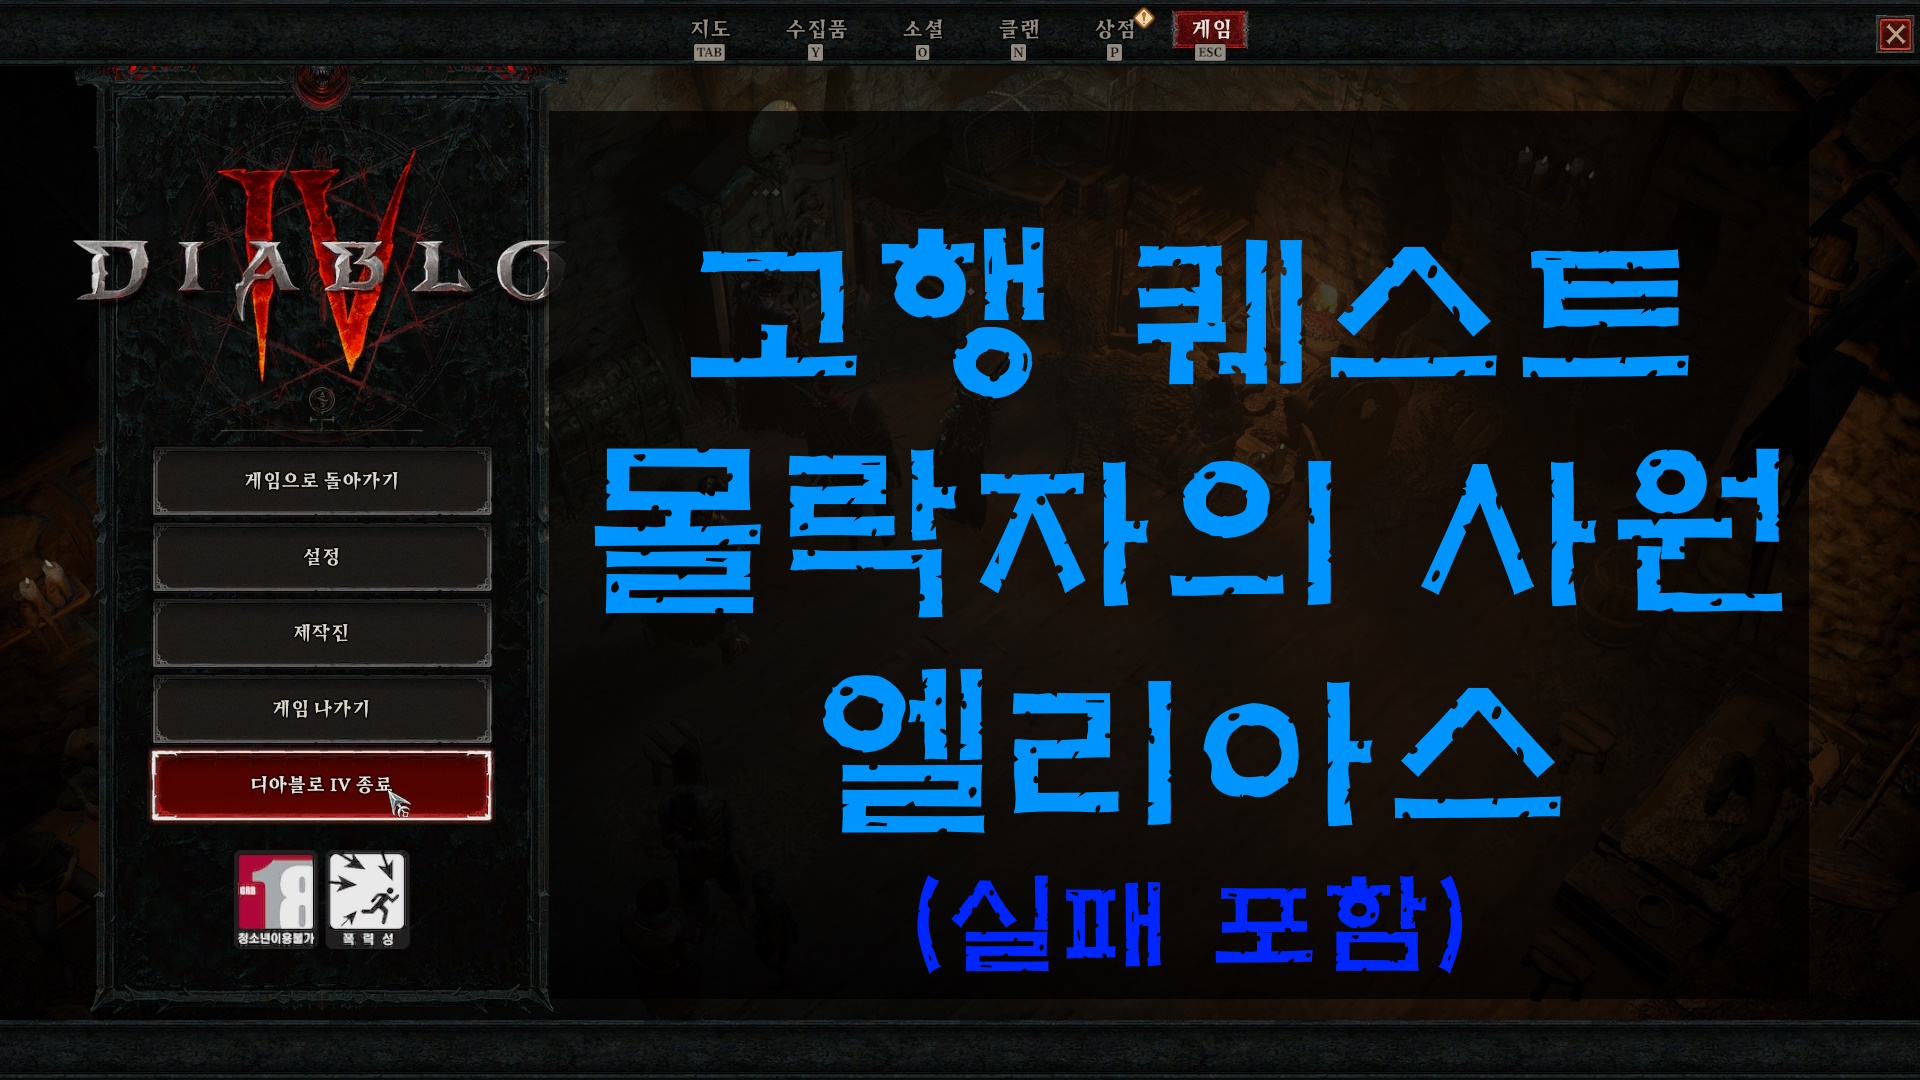 지도 수집품 소셜 클랜 상점 게임
TAB Y O N P ESC
DIABLO
IV
게임으로 돌아가기
설정
제작진
게임 나가기
디아블로 IV 종료
GRB
18
청소년이용불가
폭력성
고행 퀘스트
몰락자의 사원
엘리아스
(실패 포함)